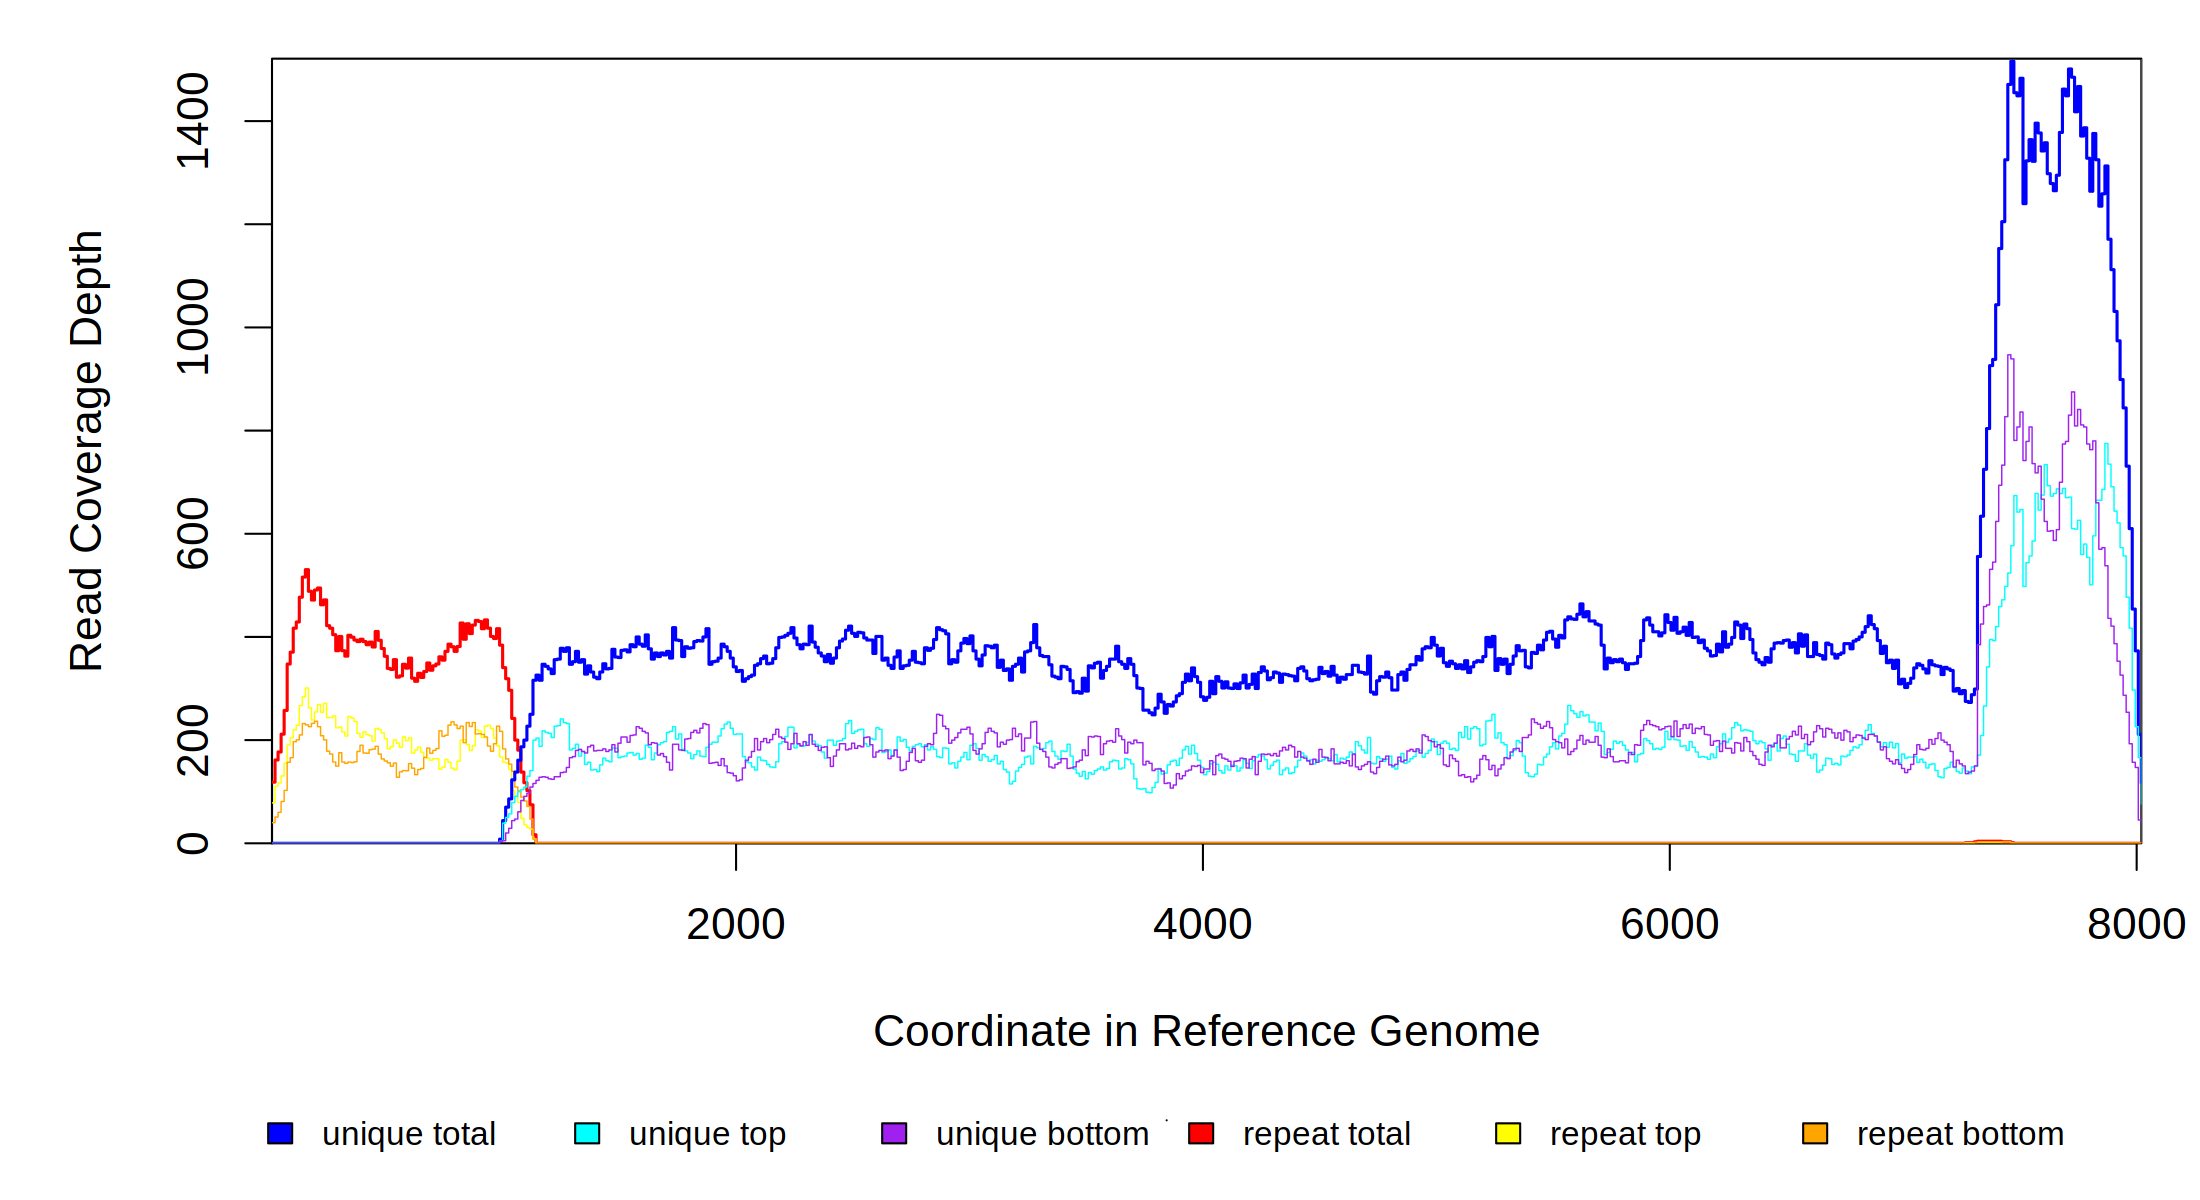 Read Coverage Depth
1400
1000
600
200
0
2000 4000 6000 8000
Coordinate in Reference Genome
unique total unique top unique bottom repeat total repeat top repeat bottom